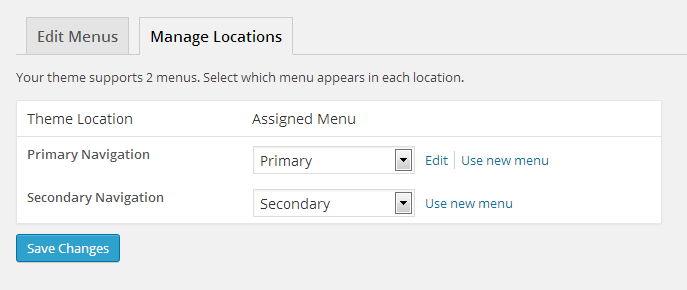 Edit Menus Manage Locations
Your theme supports 2 menus. Select which menu appears in each location.
Theme Location Assigned Menu
Primary Navigation Primary Edit Use new menu
Secondary Navigation Secondary Use new menu
Save Changes